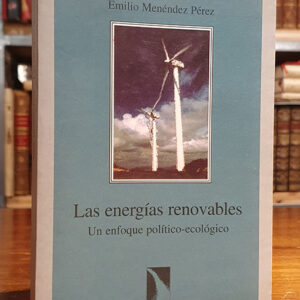 Emilio Menéndez Pérez
Las energías renovables
Un enfoque político-ecológico